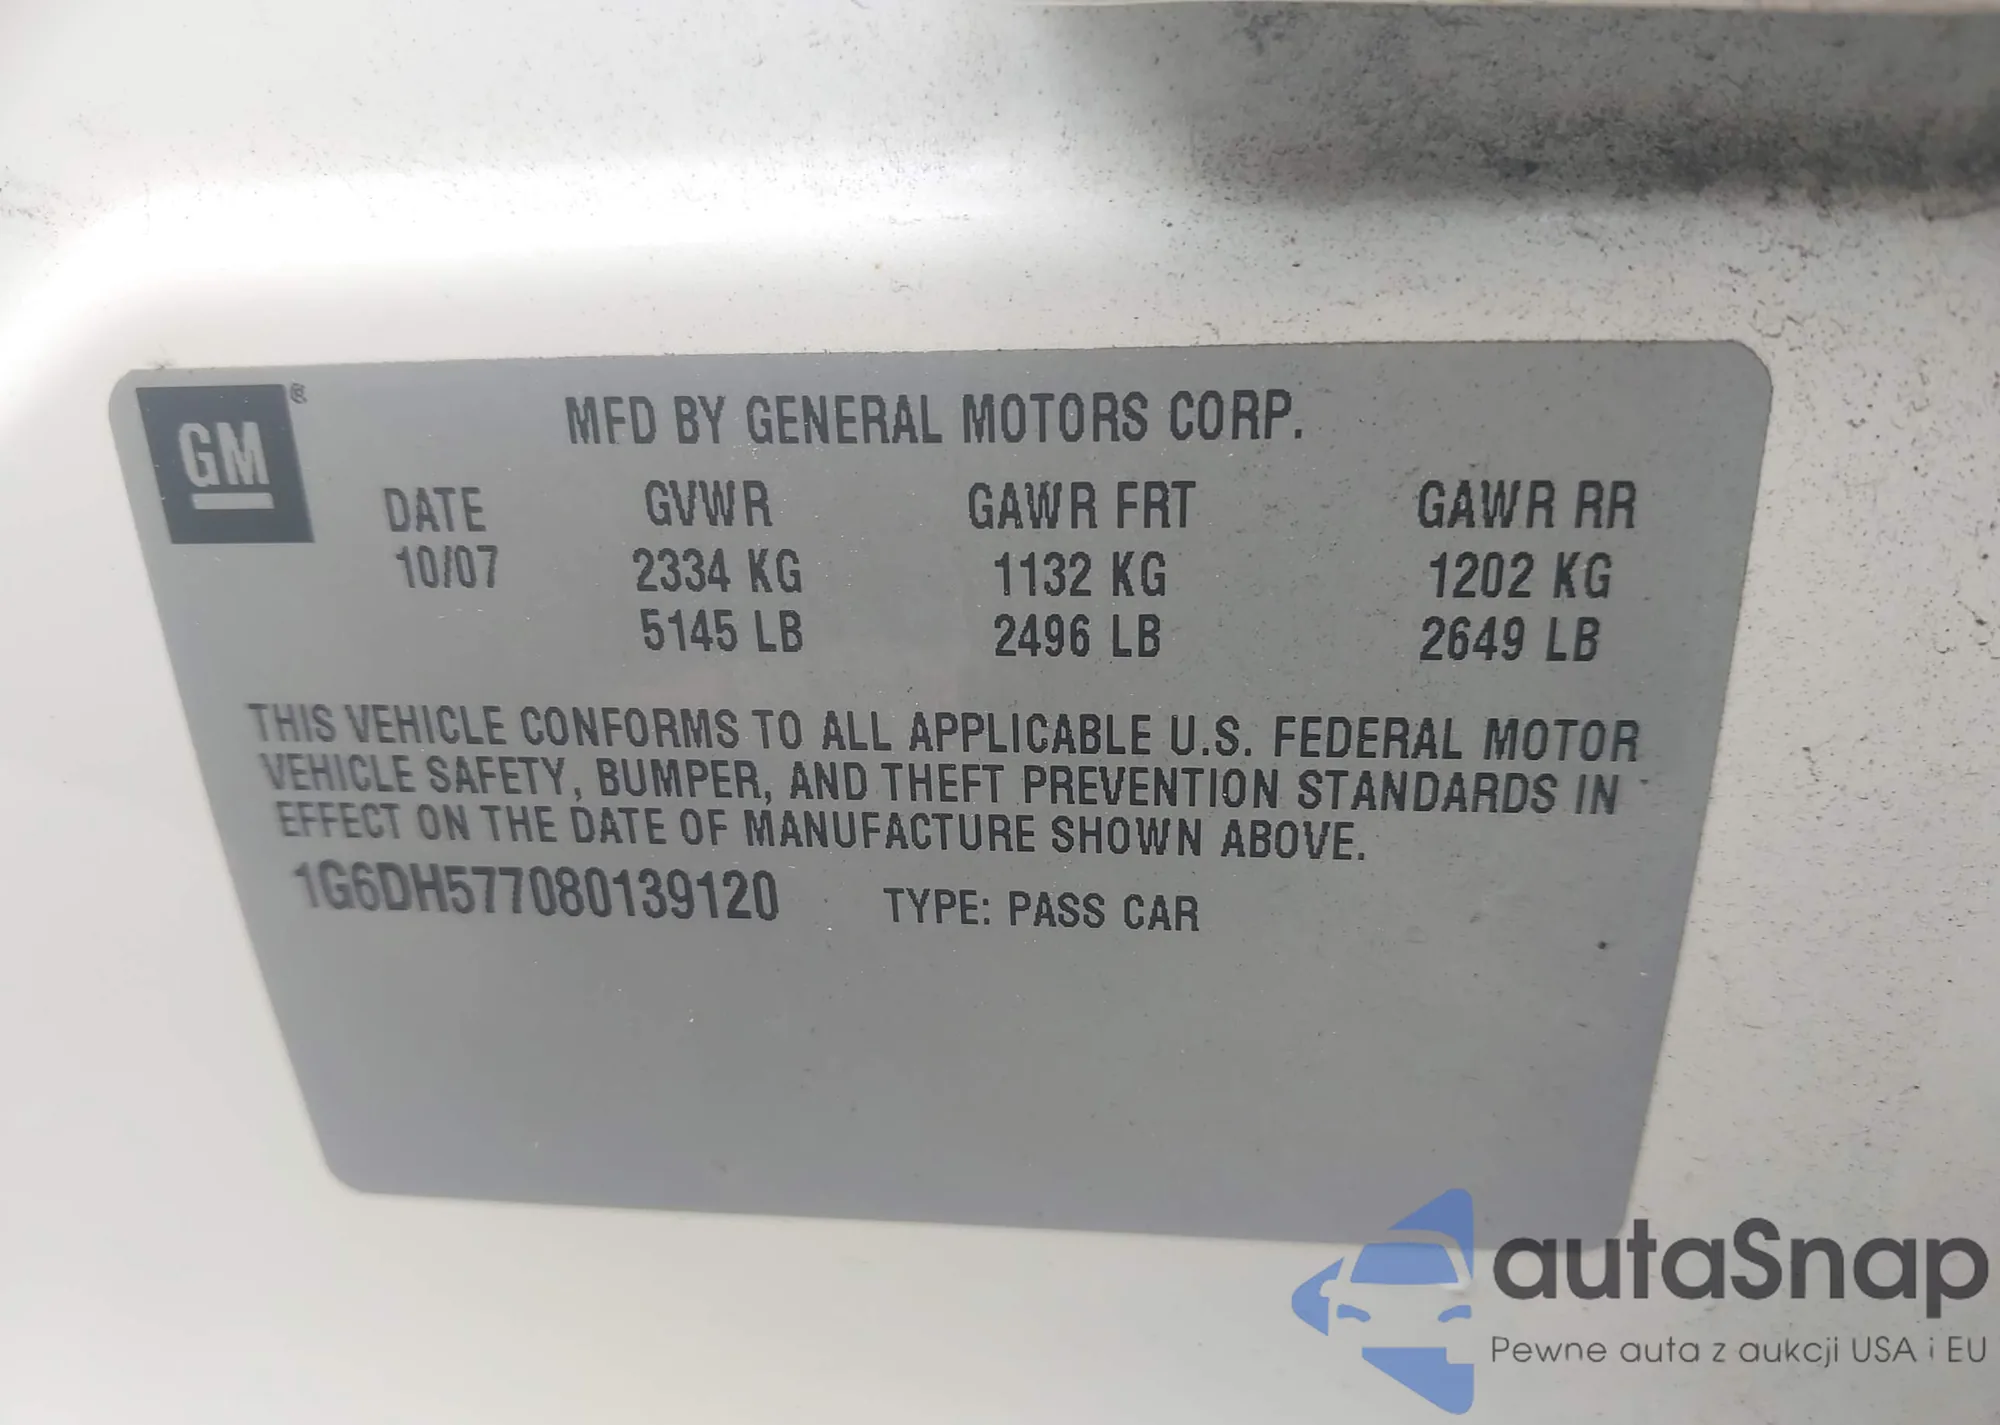 GM ®
MFD BY GENERAL MOTORS CORP.
DATE GVWR GAWR FRT GAWR RR
10/07 2334 KG 1132 KG 1202 KG
5145 LB 2496 LB 2649 LB
THIS VEHICLE CONFORMS TO ALL APPLICABLE U.S. FEDERAL MOTOR
VEHICLE SAFETY, BUMPER, AND THEFT PREVENTION STANDARDS IN
EFFECT ON THE DATE OF MANUFACTURE SHOWN ABOVE.
1G6DH577080139120 TYPE: PASS CAR
autaSnap
Pewne auta z aukcji USA i EU